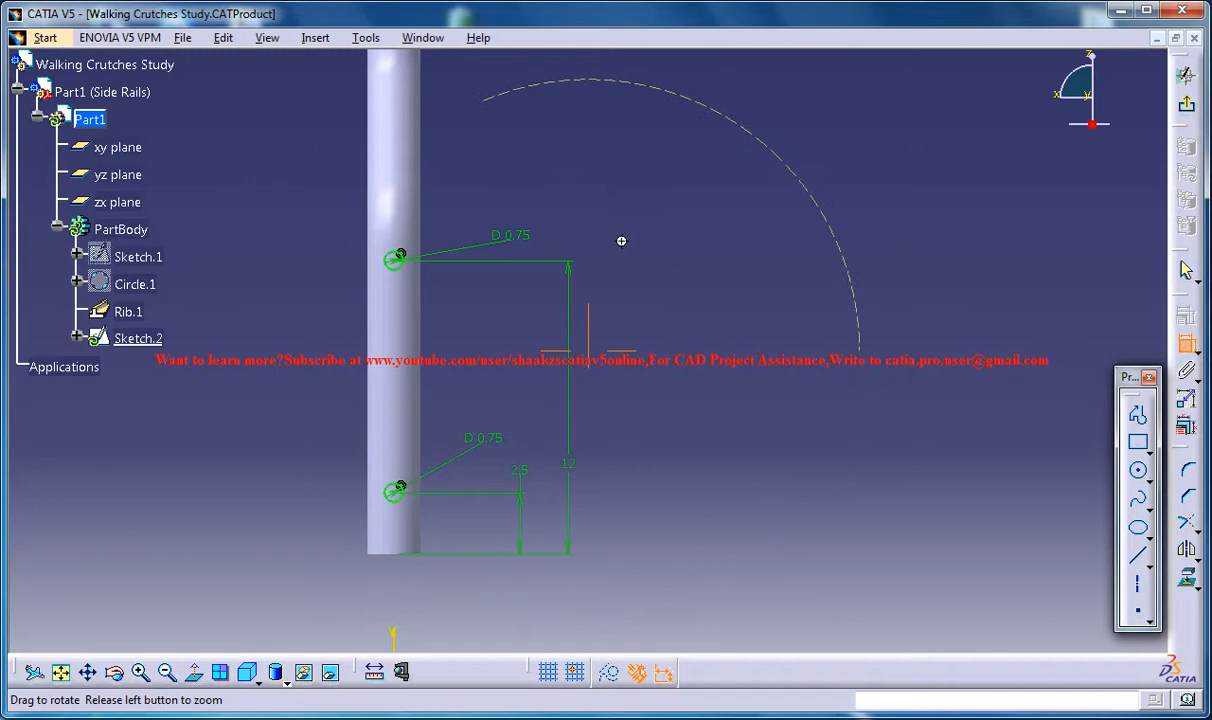 CATIA V5 - [Walking Crutches Study.CATProduct]
Start ENOVIA V5 VPM File Edit View Insert Tools Window Help
Walking Crutches Study
Part1 (Side Rails)
Part1
xy plane
yz plane
zx plane
PartBody
Sketch.1
Circle.1
Rib.1
Sketch.2
Applications
z
x
y
D 0.75
D 0.75
12
2.5
Want to learn more?Subscribe at www.youtube.com/user/shaakzscatiav5online,For CAD Project Assistance,Write to catia.pro.user@gmail.com
Pr...
Drag to rotate Release left button to zoom
CATIA